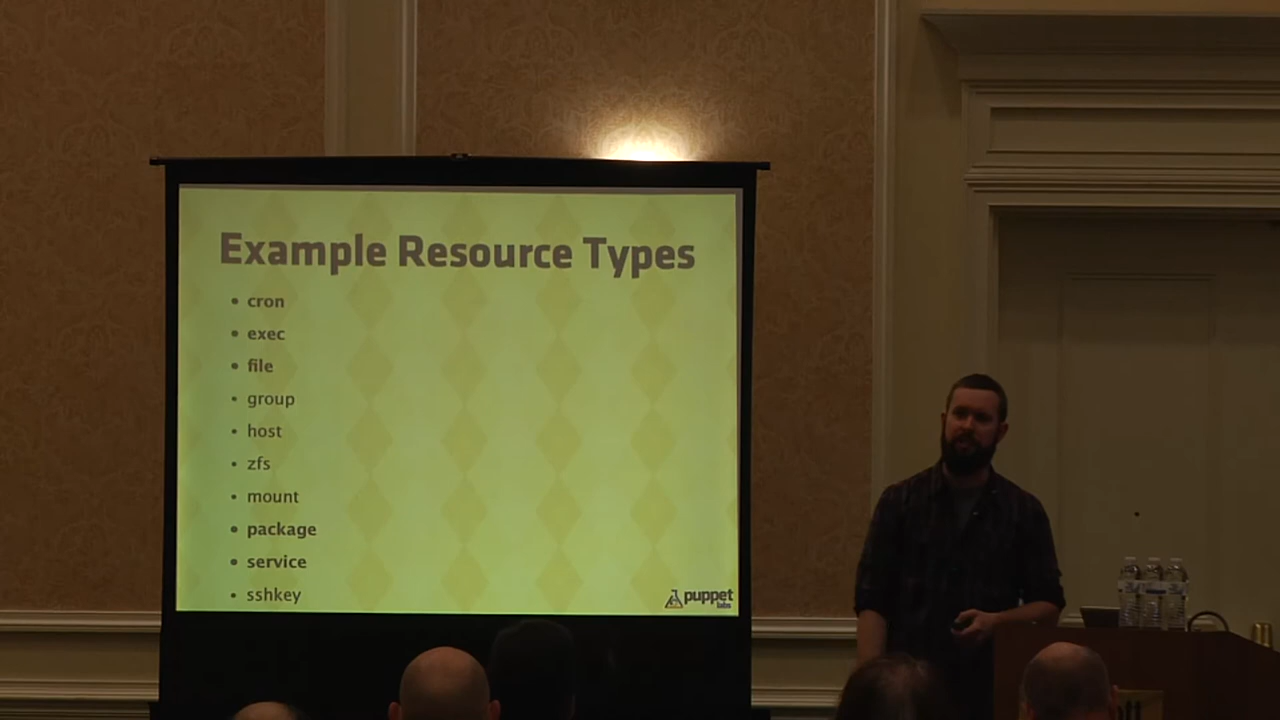 Example Resource Types
• cron
• exec
• file
• group
• host
• zfs
• mount
• package
• service
• sshkey
puppet
labs